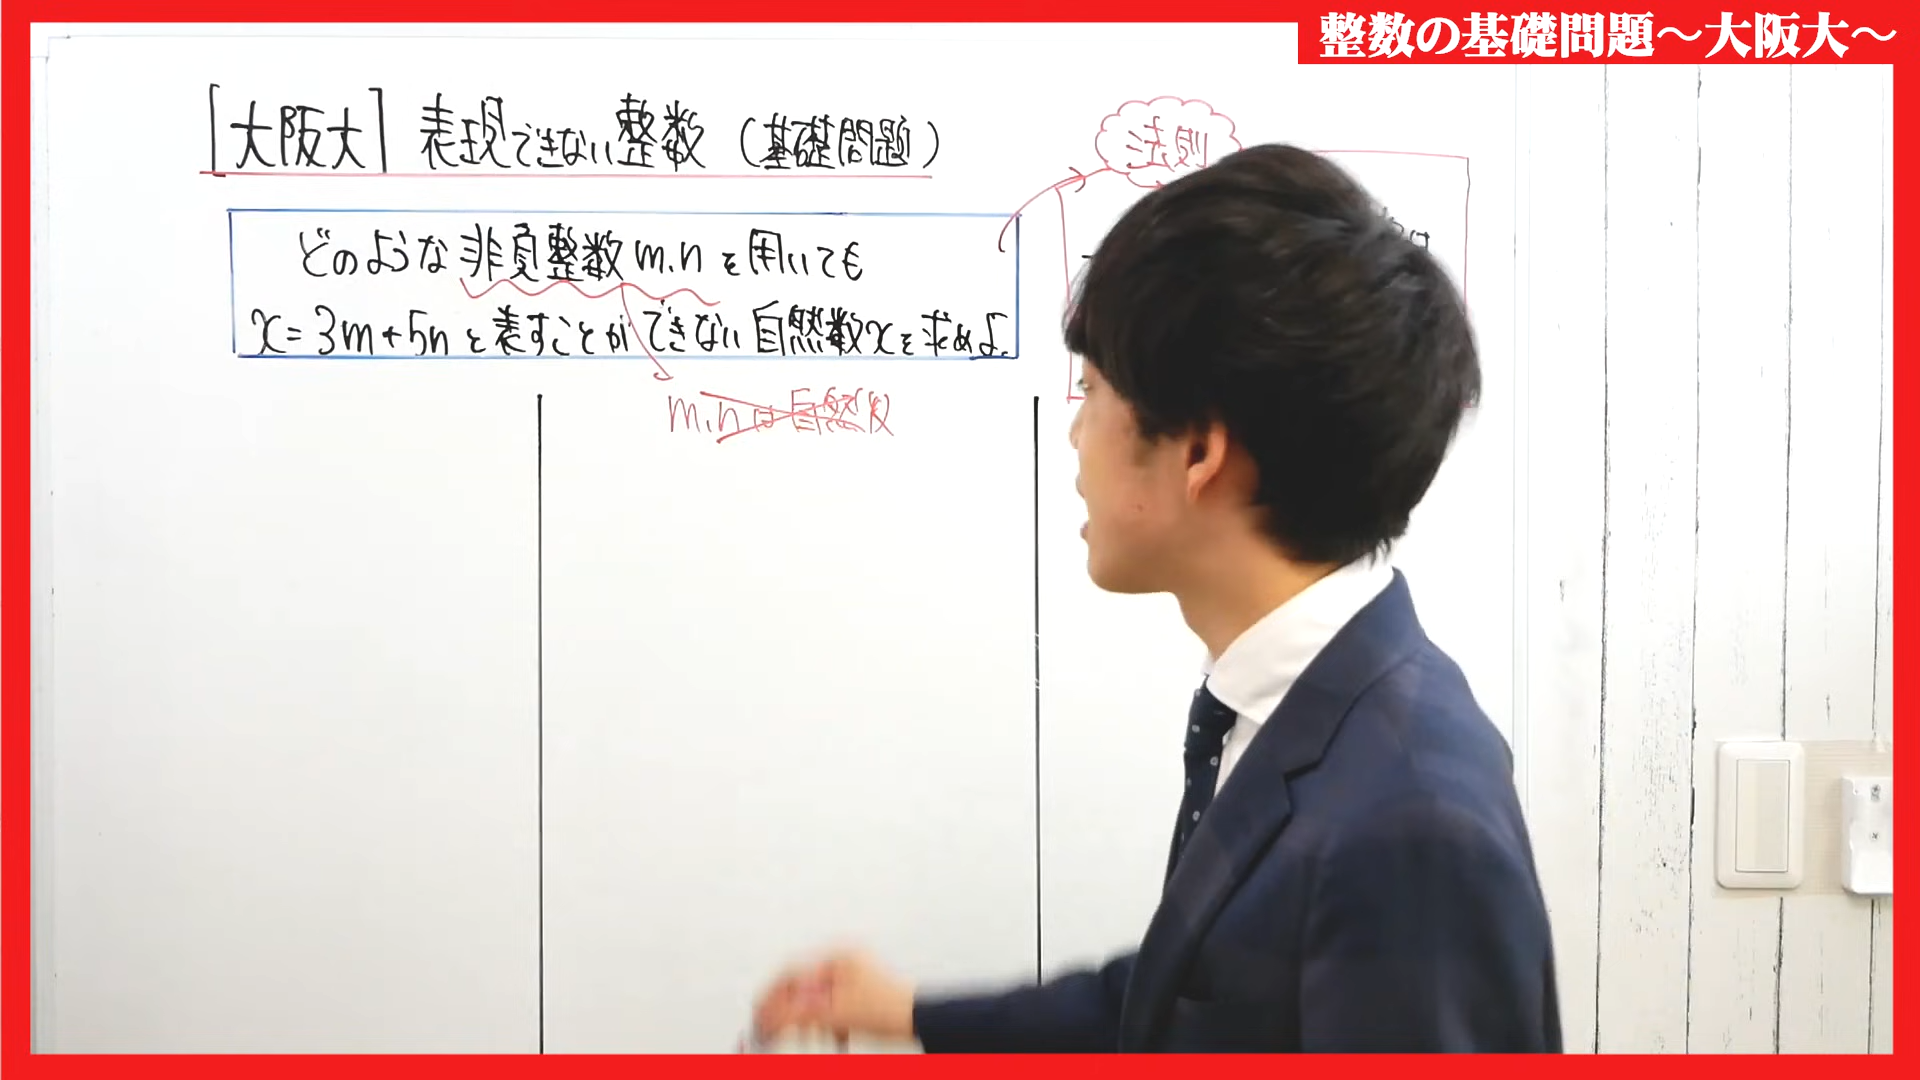 整数の基礎問題〜大阪大〜
[大阪大] 表現できない整数 (基礎問題)
どのような非負整数m,nを用いても
x=3m+5nと表すことができない自然数xを求めよ.
m,nは自然数